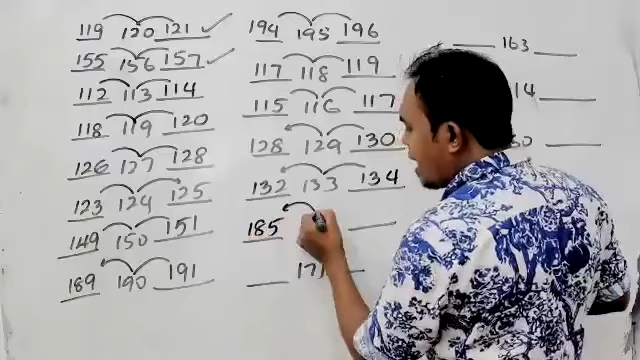 119 120 121
155 156 157
112 113 114
118 119 120
126 127 128
123 124 125
149 150 151
189 190 191
194 195 196
117 118 119
115 116 117
128 129 130
132 133 134
185
163
14